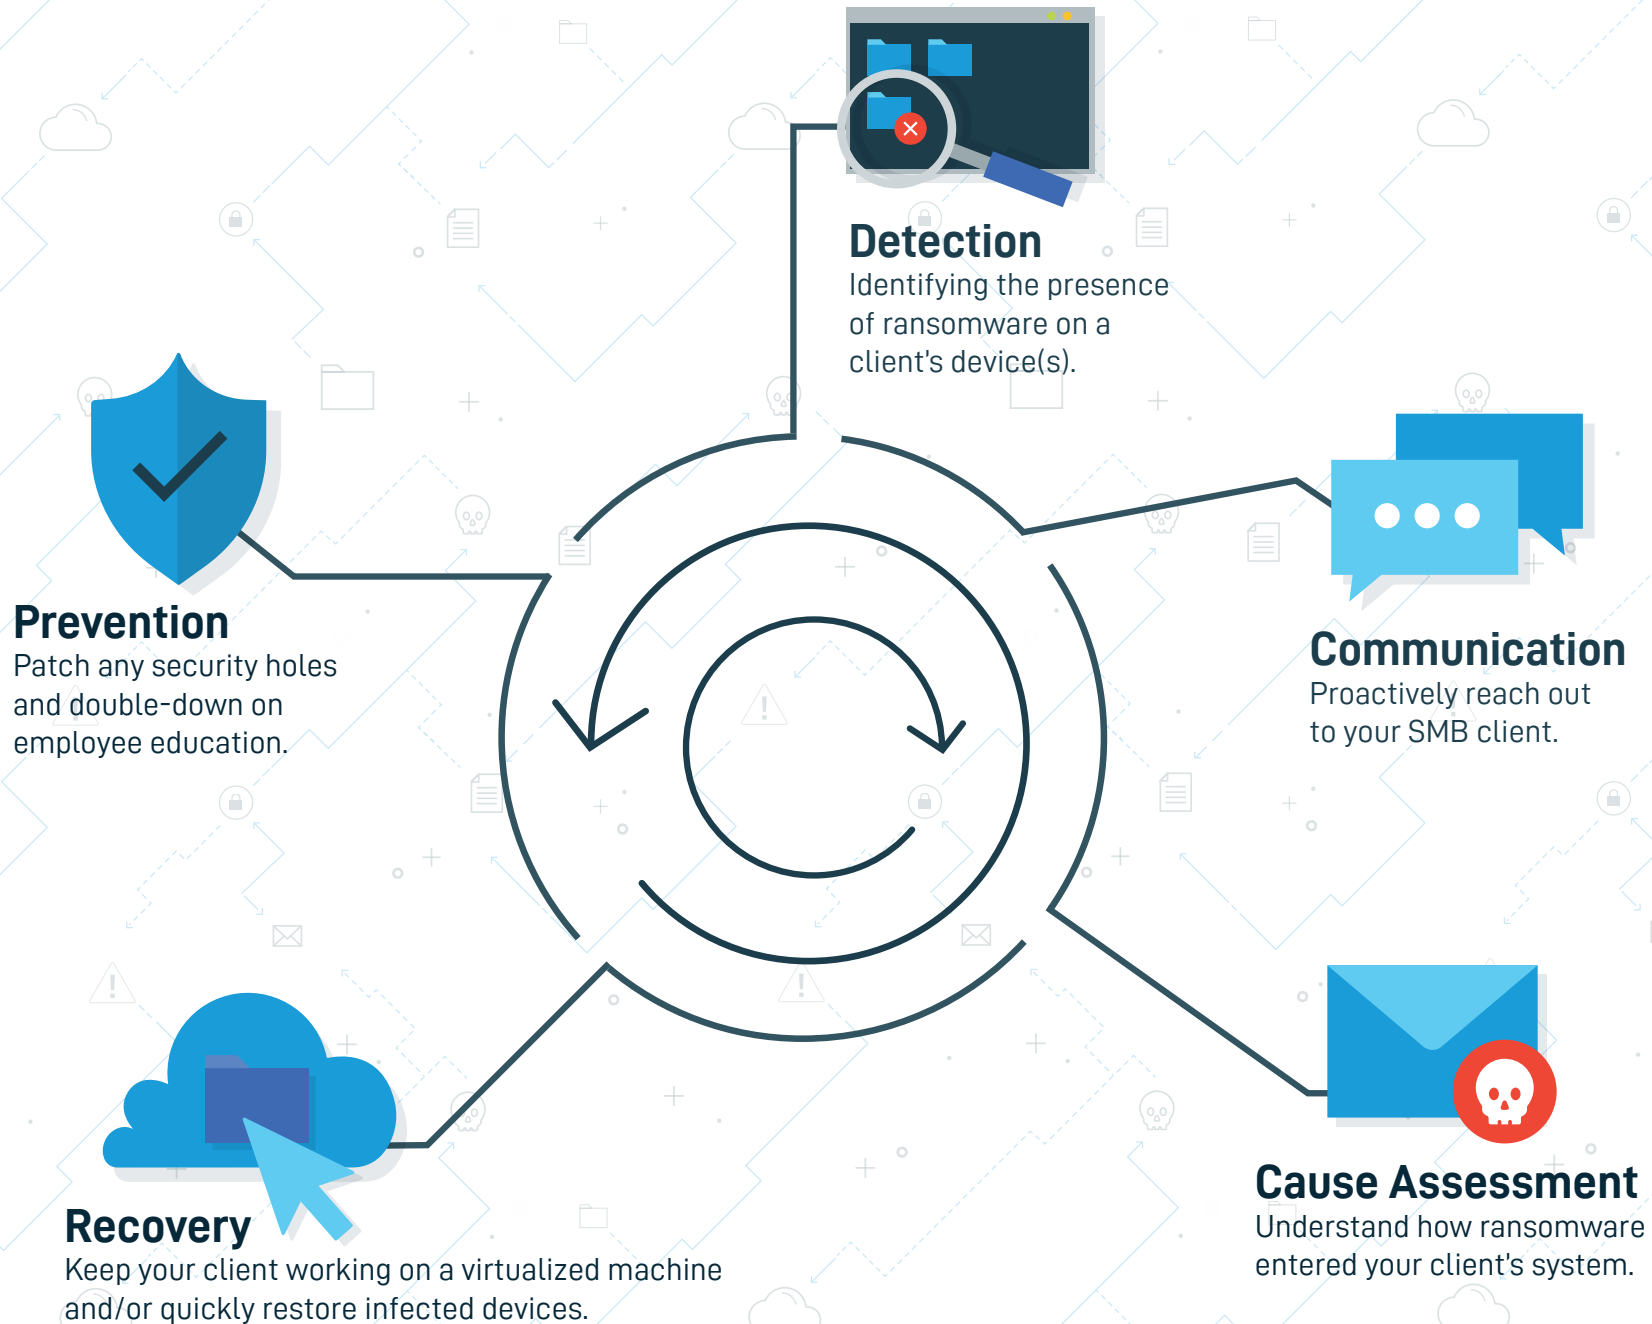 Detection
Identifying the presence
of ransomware on a
client's device(s).
Communication
Proactively reach out
to your SMB client.
Cause Assessment
Understand how ransomware
entered your client's system.
Recovery
Keep your client working on a virtualized machine
and/or quickly restore infected devices.
Prevention
Patch any security holes
and double-down on
employee education.